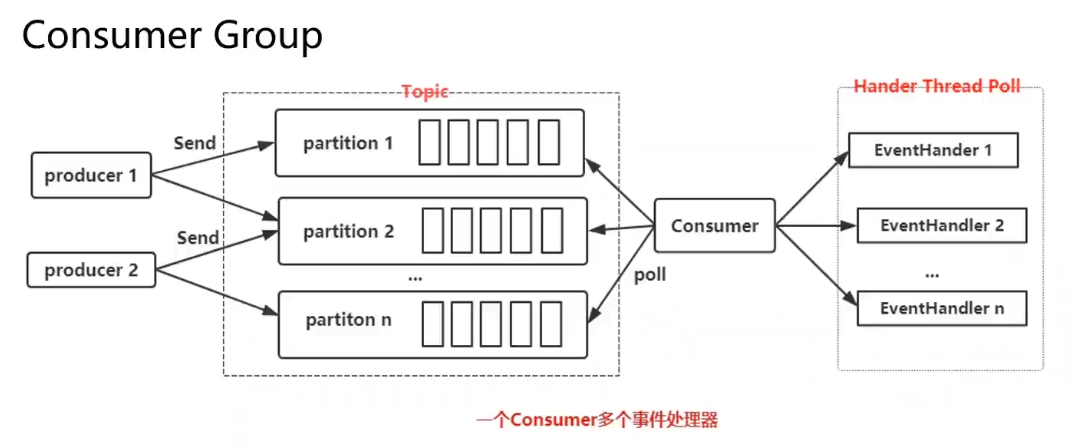 Consumer Group
Topic
Hander Thread Poll
Send
partition 1
EventHander 1
producer 1
partition 2
Consumer
EventHandler 2
Send
producer 2
...
poll
...
partiton n
EventHandler n
一个Consumer多个事件处理器